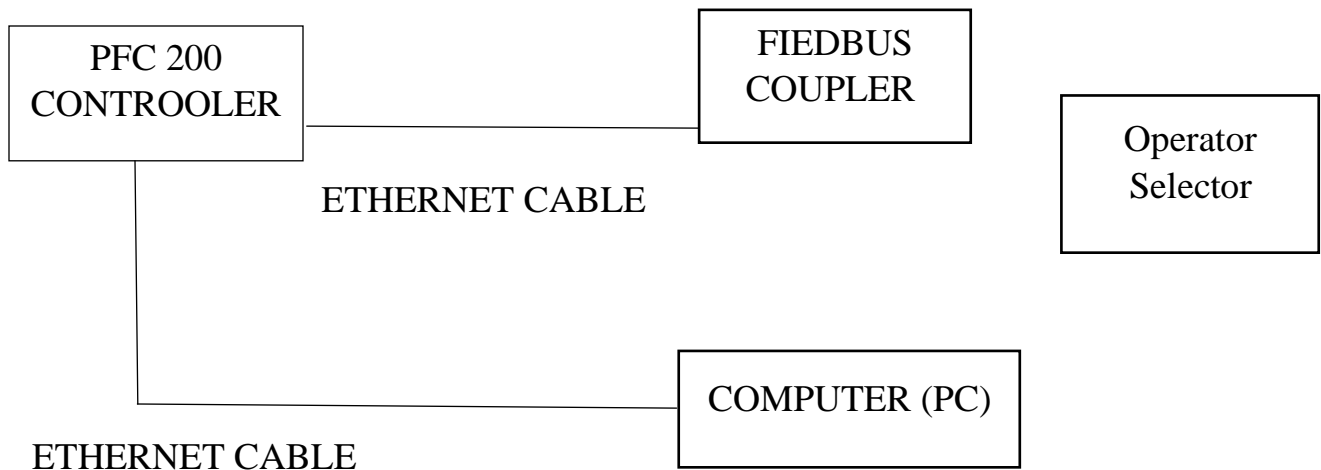 PFC 200
CONTROOLER
FIEDBUS
COUPLER
Operator
Selector
ETHERNET CABLE
COMPUTER (PC)
ETHERNET CABLE